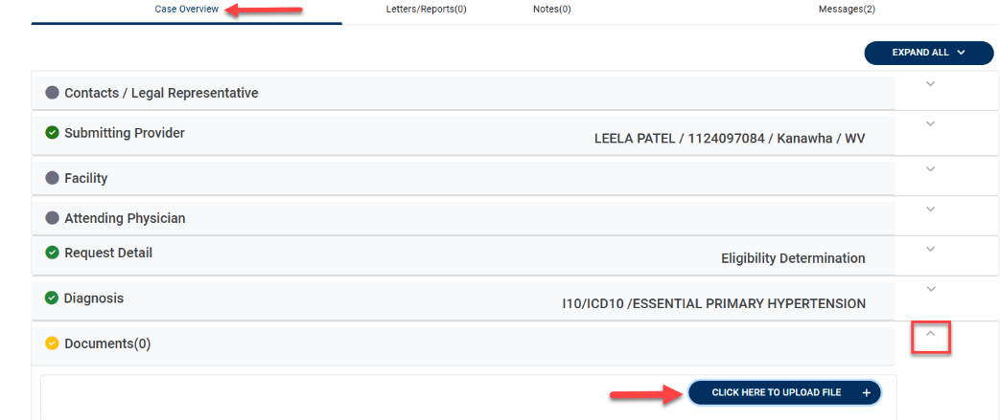 Case Overview Letters/Reports(0) Notes(0) Messages(2)
EXPAND ALL
Contacts / Legal Representative
Submitting Provider LEELA PATEL / 1124097084 / Kanawha / WV
Facility
Attending Physician
Request Detail Eligibility Determination
Diagnosis I10/ICD10 /ESSENTIAL PRIMARY HYPERTENSION
Documents(0)
CLICK HERE TO UPLOAD FILE +